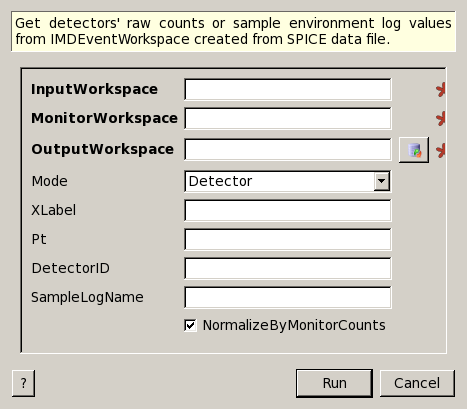 Get detectors' raw counts or sample environment log values
from IMDEventWorkspace created from SPICE data file.
InputWorkspace
MonitorWorkspace
OutputWorkspace
Mode Detector
XLabel
Pt
DetectorID
SampleLogName
NormalizeByMonitorCounts
? Run Cancel